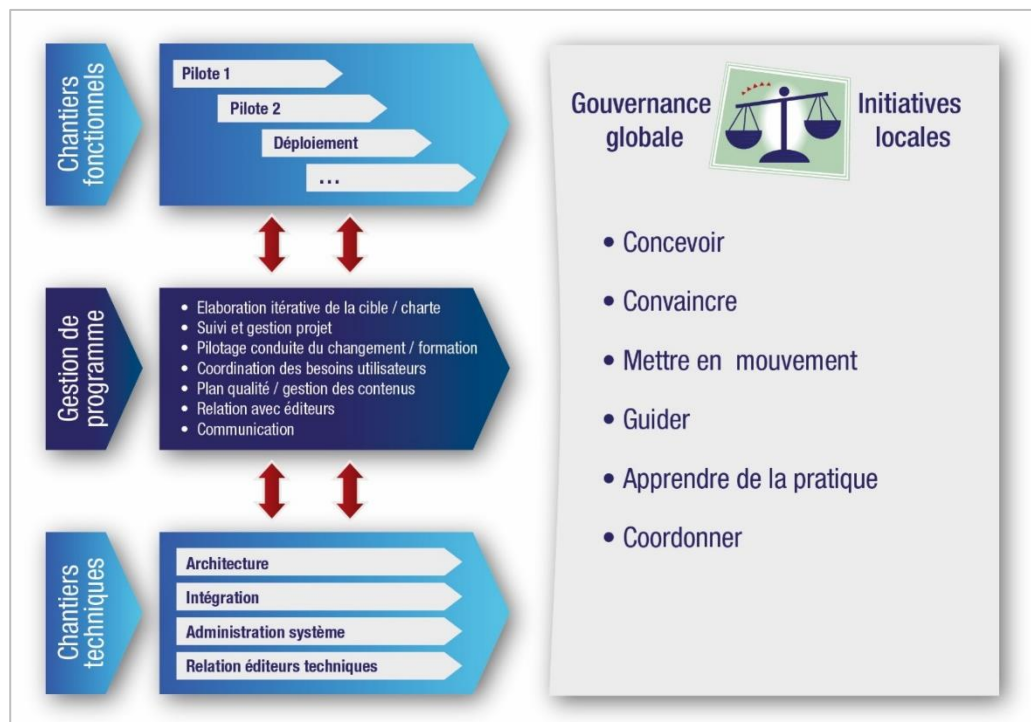 Chantiers
fonctionnels
Pilote 1
Pilote 2
Déploiement
...
Gestion de
programme
• Elaboration itérative de la cible / charte
• Suivi et gestion projet
• Pilotage conduite du changement / formation
• Coordination des besoins utilisateurs
• Plan qualité / gestion des contenus
• Relation avec éditeurs
• Communication
Chantiers
techniques
Architecture
Intégration
Administration système
Relation éditeurs techniques
Gouvernance
globale
Initiatives
locales
• Concevoir
• Convaincre
• Mettre en mouvement
• Guider
• Apprendre de la pratique
• Coordonner